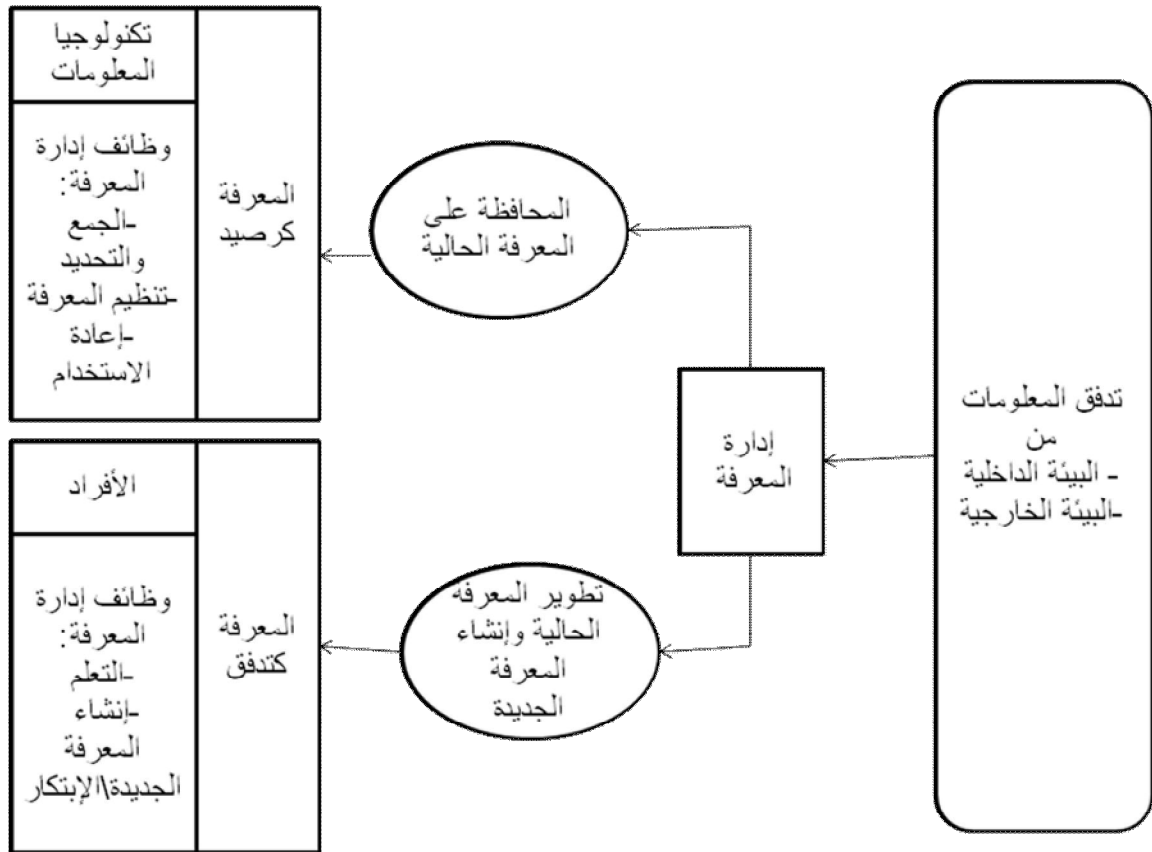 تدفق المعلومات
من
- البيئة الداخلية
-البيئة الخارجية
إدارة
المعرفة
المحافظة على
المعرفة الحالية
المعرفة
كرصيد
تكنولوجيا
المعلومات
وظائف إدارة
المعرفة:
-الجمع
والتحديد
-تنظيم المعرفة
-إعادة
الاستخدام
تطوير المعرفه
الحالية وإنشاء
المعرفة
الجديدة
المعرفة
كتدفق
الأفراد
وظائف إدارة
المعرفة:
-التعلم
-إنشاء
المعرفة
الجديدة\الإبتكار